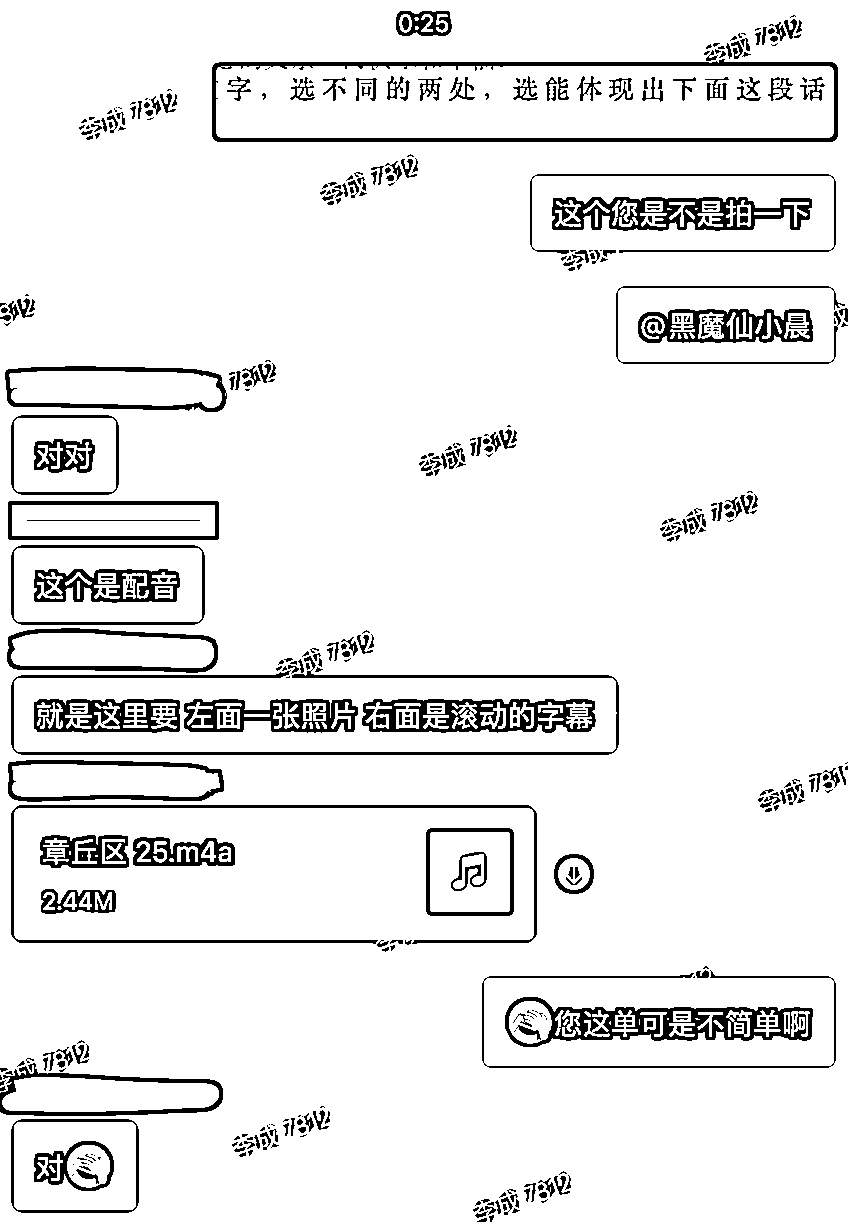 0:25
李成 7812
字，选不同的两处，选能体现出下面这段话
李成 7812
李成 7812
这个您是不是拍一下
@黑魔仙小晨
7812
对对
李成 7812
李成 7812
这个是配音
李成 7812
就是这里要 左面一张照片 右面是滚动的字幕
李成 7812
章丘区 25.m4a
2.44M
您这单可是不简单啊
李成 7812
对
李成 7812
李成 7812